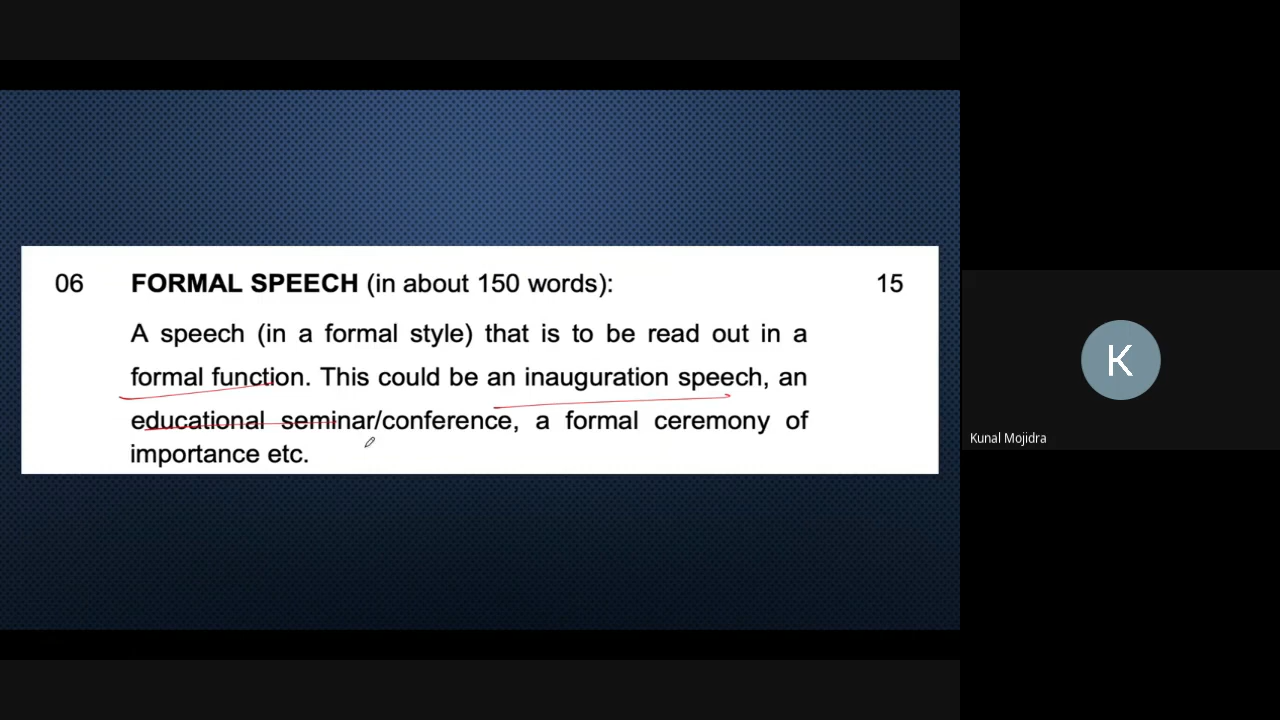 06 FORMAL SPEECH (in about 150 words): 15
A speech (in a formal style) that is to be read out in a
formal function. This could be an inauguration speech, an
educational seminar/conference, a formal ceremony of
importance etc.
K
Kunal Mojidra